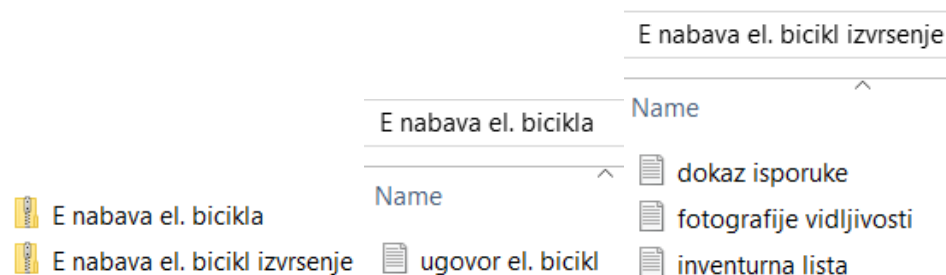 E nabava el. bicikla
E nabava el. bicikl izvrsenje
E nabava el. bicikla
Name
ugovor el. bicikl
E nabava el. bicikl izvrsenje
Name
dokaz isporuke
fotografije vidljivosti
inventurna lista